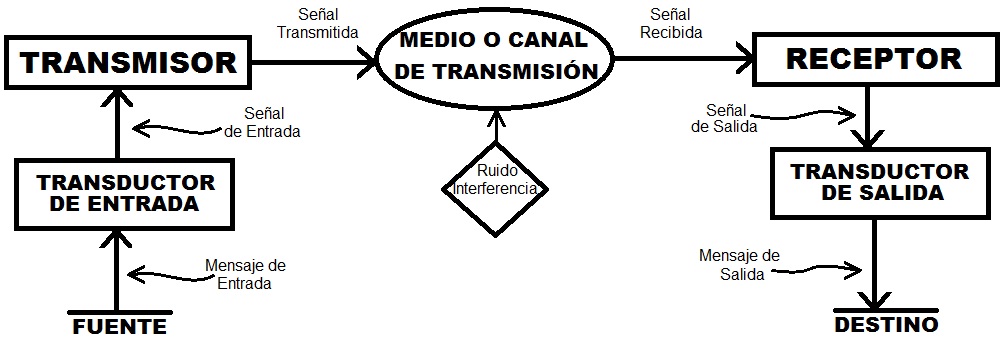 Señal
Transmitida
TRANSMISOR
MEDIO O CANAL
DE TRANSMISIÓN
Señal
Recibida
RECEPTOR
Señal
de Entrada
Señal
de Salida
TRANSDUCTOR
DE ENTRADA
Ruido
Interferencia
TRANSDUCTOR
DE SALIDA
Mensaje de
Entrada
Mensaje de
Salida
FUENTE
DESTINO